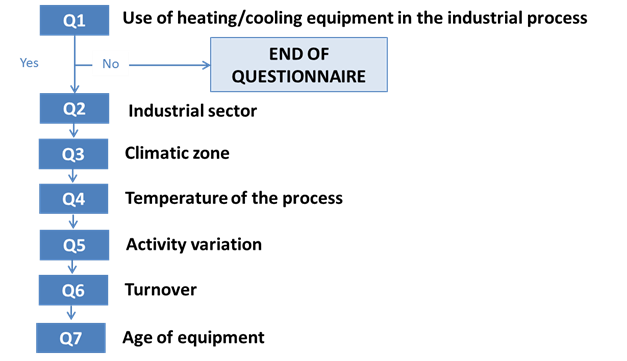 Q1 Use of heating/cooling equipment in the industrial process
Yes No END OF
QUESTIONNAIRE
Q2 Industrial sector
Q3 Climatic zone
Q4 Temperature of the process
Q5 Activity variation
Q6 Turnover
Q7 Age of equipment